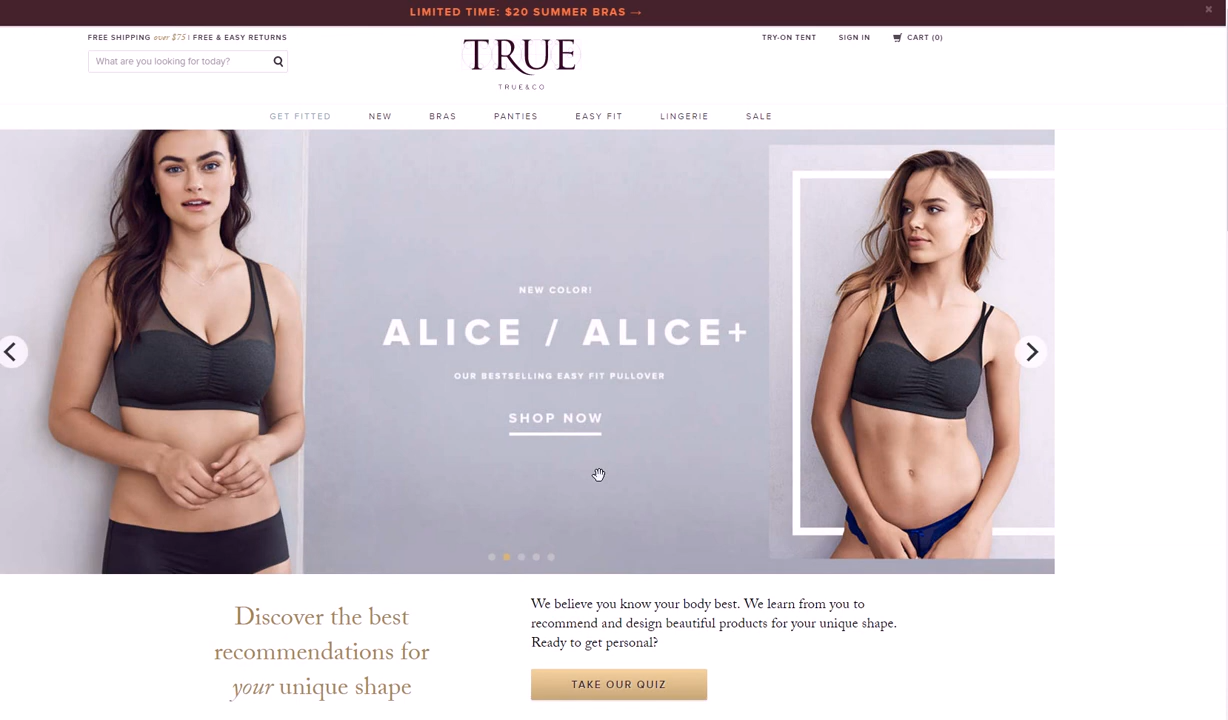 LIMITED TIME: $20 SUMMER BRAS →
FREE SHIPPING over $75 | FREE & EASY RETURNS
What are you looking for today?
TRUE
TRUE&CO
TRY-ON TENT SIGN IN CART (0)
GET FITTED NEW BRAS PANTIES EASY FIT LINGERIE SALE
NEW COLOR!
ALICE / ALICE+
OUR BESTSELLING EASY FIT PULLOVER
SHOP NOW
Discover the best
recommendations for
your unique shape
We believe you know your body best. We learn from you to
recommend and design beautiful products for your unique shape.
Ready to get personal?
TAKE OUR QUIZ